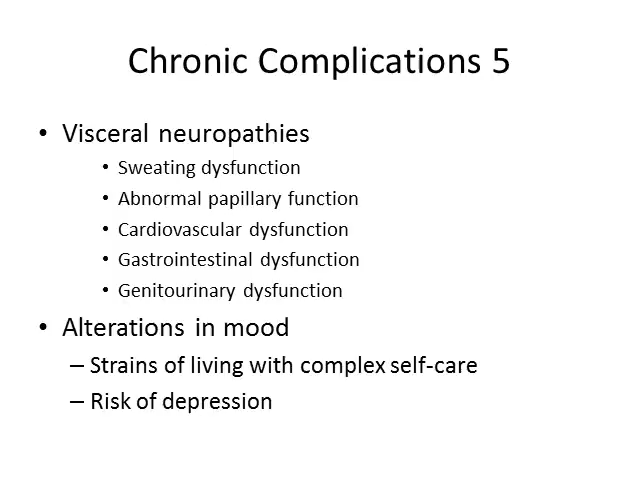 Chronic Complications 5
• Visceral neuropathies
• Sweating dysfunction
• Abnormal papillary function
• Cardiovascular dysfunction
• Gastrointestinal dysfunction
• Genitourinary dysfunction
• Alterations in mood
– Strains of living with complex self-care
– Risk of depression